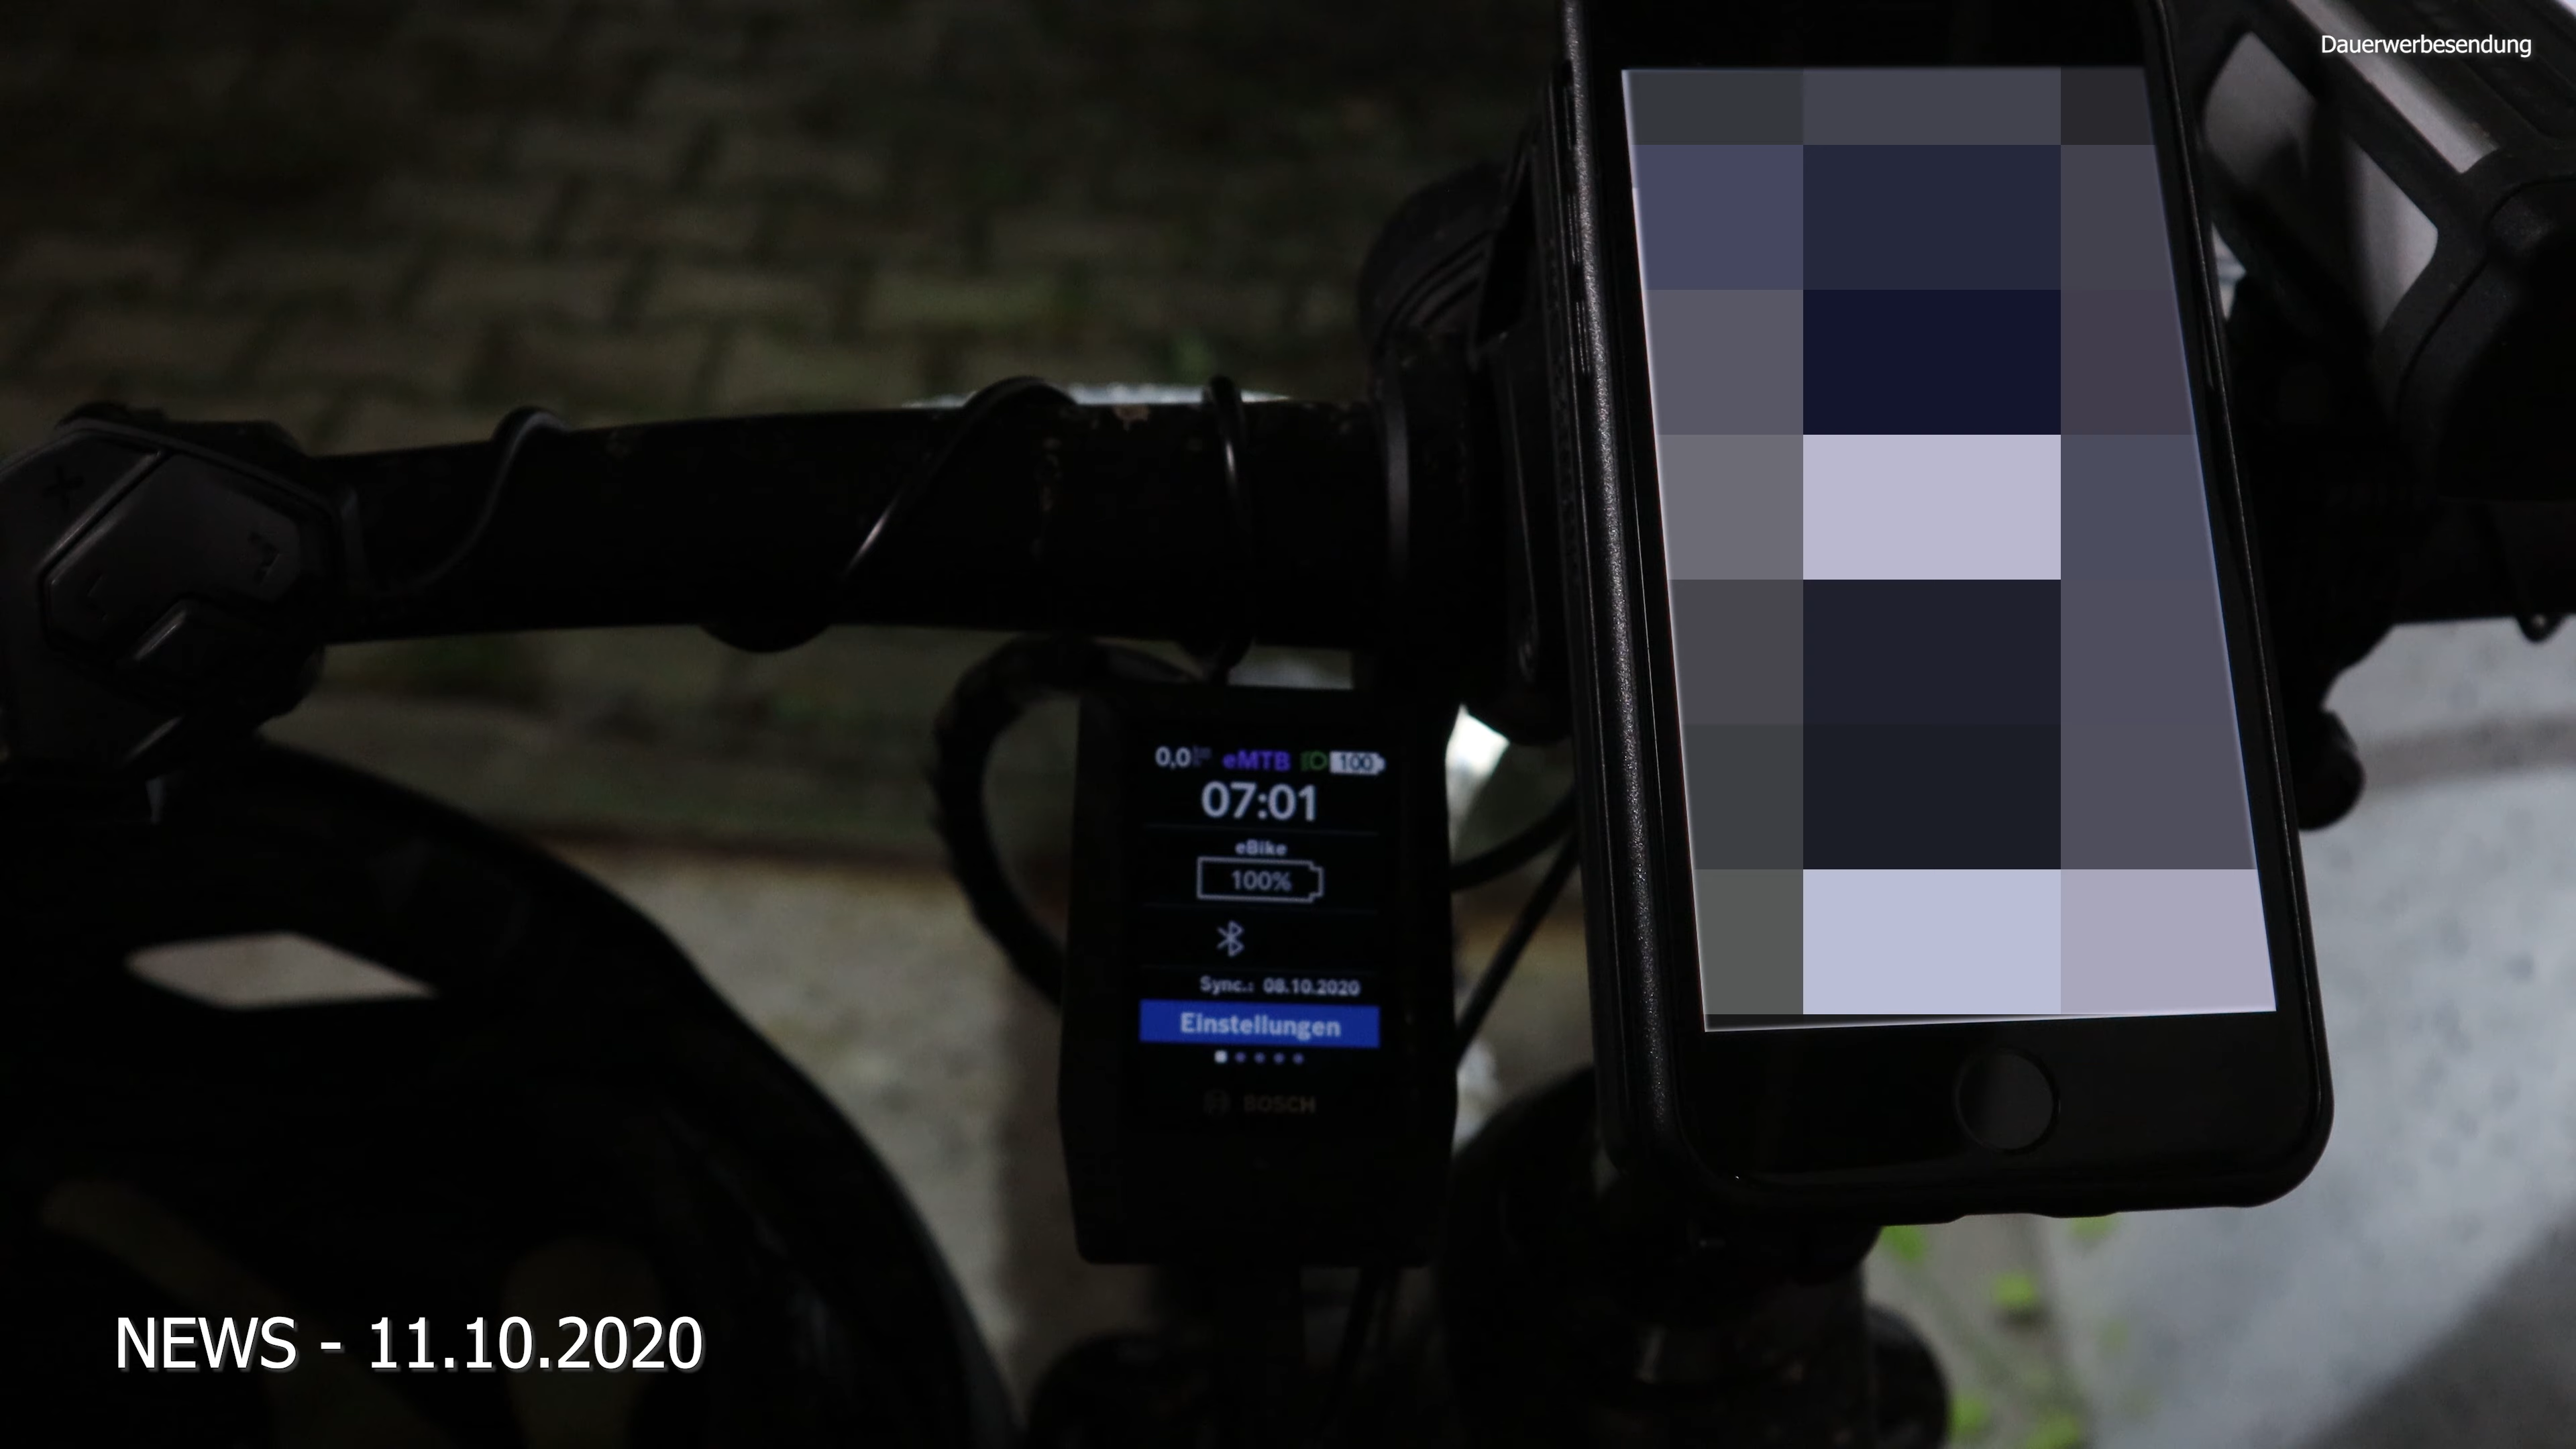 Dauerwerbesendung
0,0 eMTB 100
07:01
eBike
100%
Sync.: 08.10.2020
Einstellungen
BOSCH
NEWS - 11.10.2020